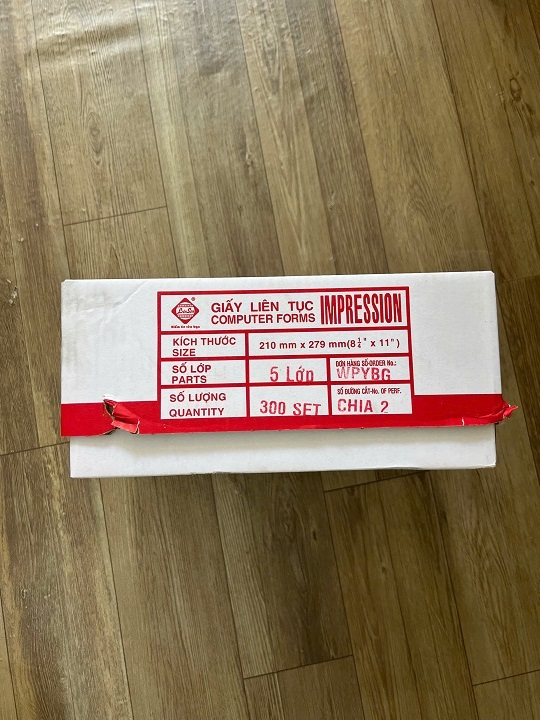 GIẤY LIÊN TỤC
COMPUTER FORMS
IMPRESSION
KÍCH THƯỚC
SIZE
210 mm x 279 mm(8¼" x 11")
SỐ LỚP
PARTS
5 Lớp
ĐƠN HÀNG SỐ-ORDER No.:
WPYBG
SỐ LƯỢNG
QUANTITY
300 SET
SỐ ĐƯỜNG CẮT-No. OF PERF.
CHIA 2